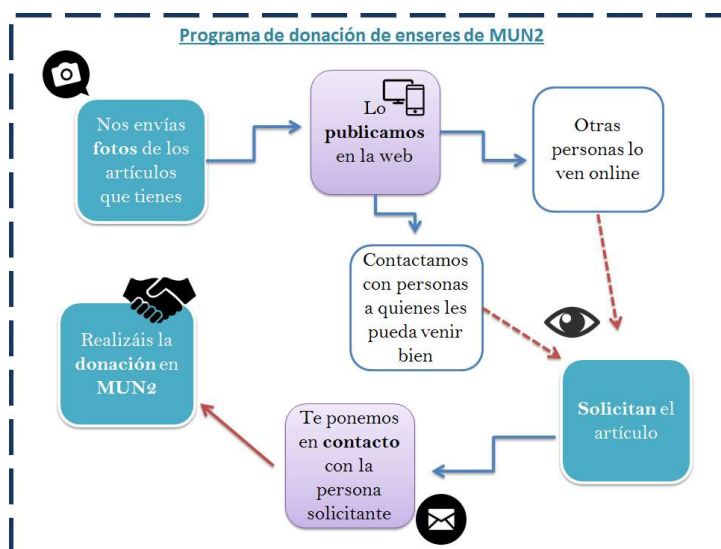 Programa de donación de enseres de MUN2
Nos envías
fotos de los
artículos
que tienes
Lo
publicamos
en la web
Otras
personas lo
ven online
Contactamos
con personas
a quienes les
pueda venir
bien
Solicitan el
artículo
Te ponemos
en contacto
con la
persona
solicitante
Realizáis la
donación en
MUN2